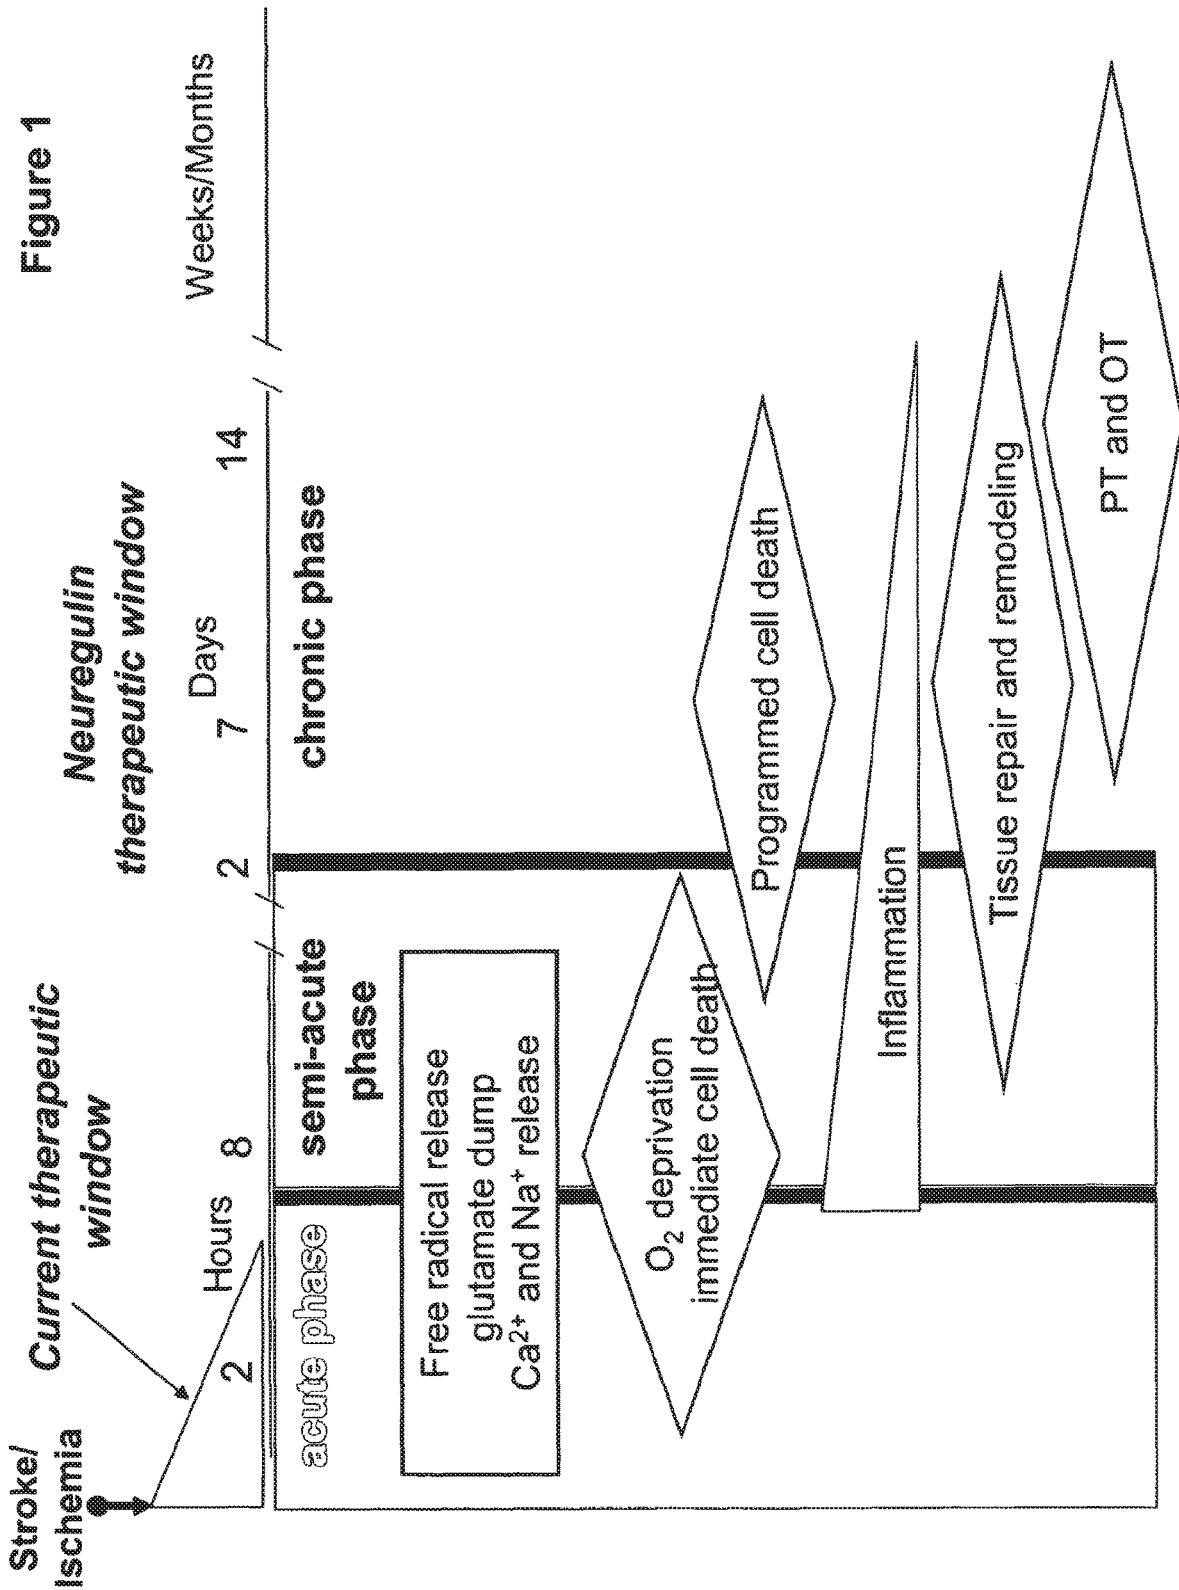 Figure 1
Stroke/
Ischemia
Current therapeutic
window
Neuregulin
therapeutic window
Hours
Days
Weeks/Months
2
8
2
7
14
acute phase
semi-acute
phase
chronic phase
Free radical release
glutamate dump
Ca²⁺ and Na⁺ release
O₂ deprivation
immediate cell death
Programmed cell death
Inflammation
Tissue repair and remodeling
PT and OT